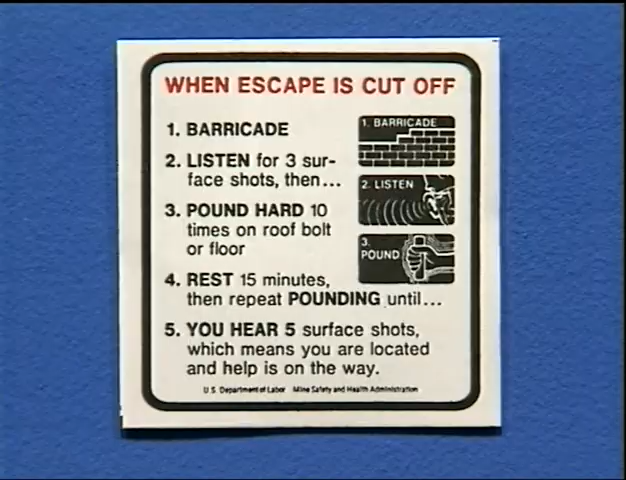 WHEN ESCAPE IS CUT OFF
1. BARRICADE
2. LISTEN for 3 sur-
face shots, then...
3. POUND HARD 10
times on roof bolt
or floor
4. REST 15 minutes,
then repeat POUNDING until...
5. YOU HEAR 5 surface shots,
which means you are located
and help is on the way.
1. BARRICADE
2. LISTEN
3.
POUND
U.S. Department of Labor Mine Safety and Health Administration